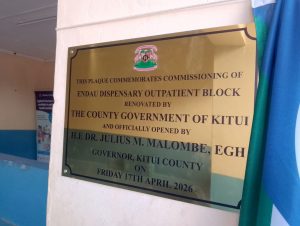 THIS PLAQUE COMMEMORATES COMMISSIONING OF
ENDAU DISPENSARY OUTPATIENT BLOCK
RENOVATED BY
THE COUNTY GOVERNMENT OF KITUI
AND OFFICIALLY OPENED BY
H.E DR. JULIUS M. MALOMBE, EGH
GOVERNOR, KITUI COUNTY
ON
FRIDAY 17TH APRIL 2026